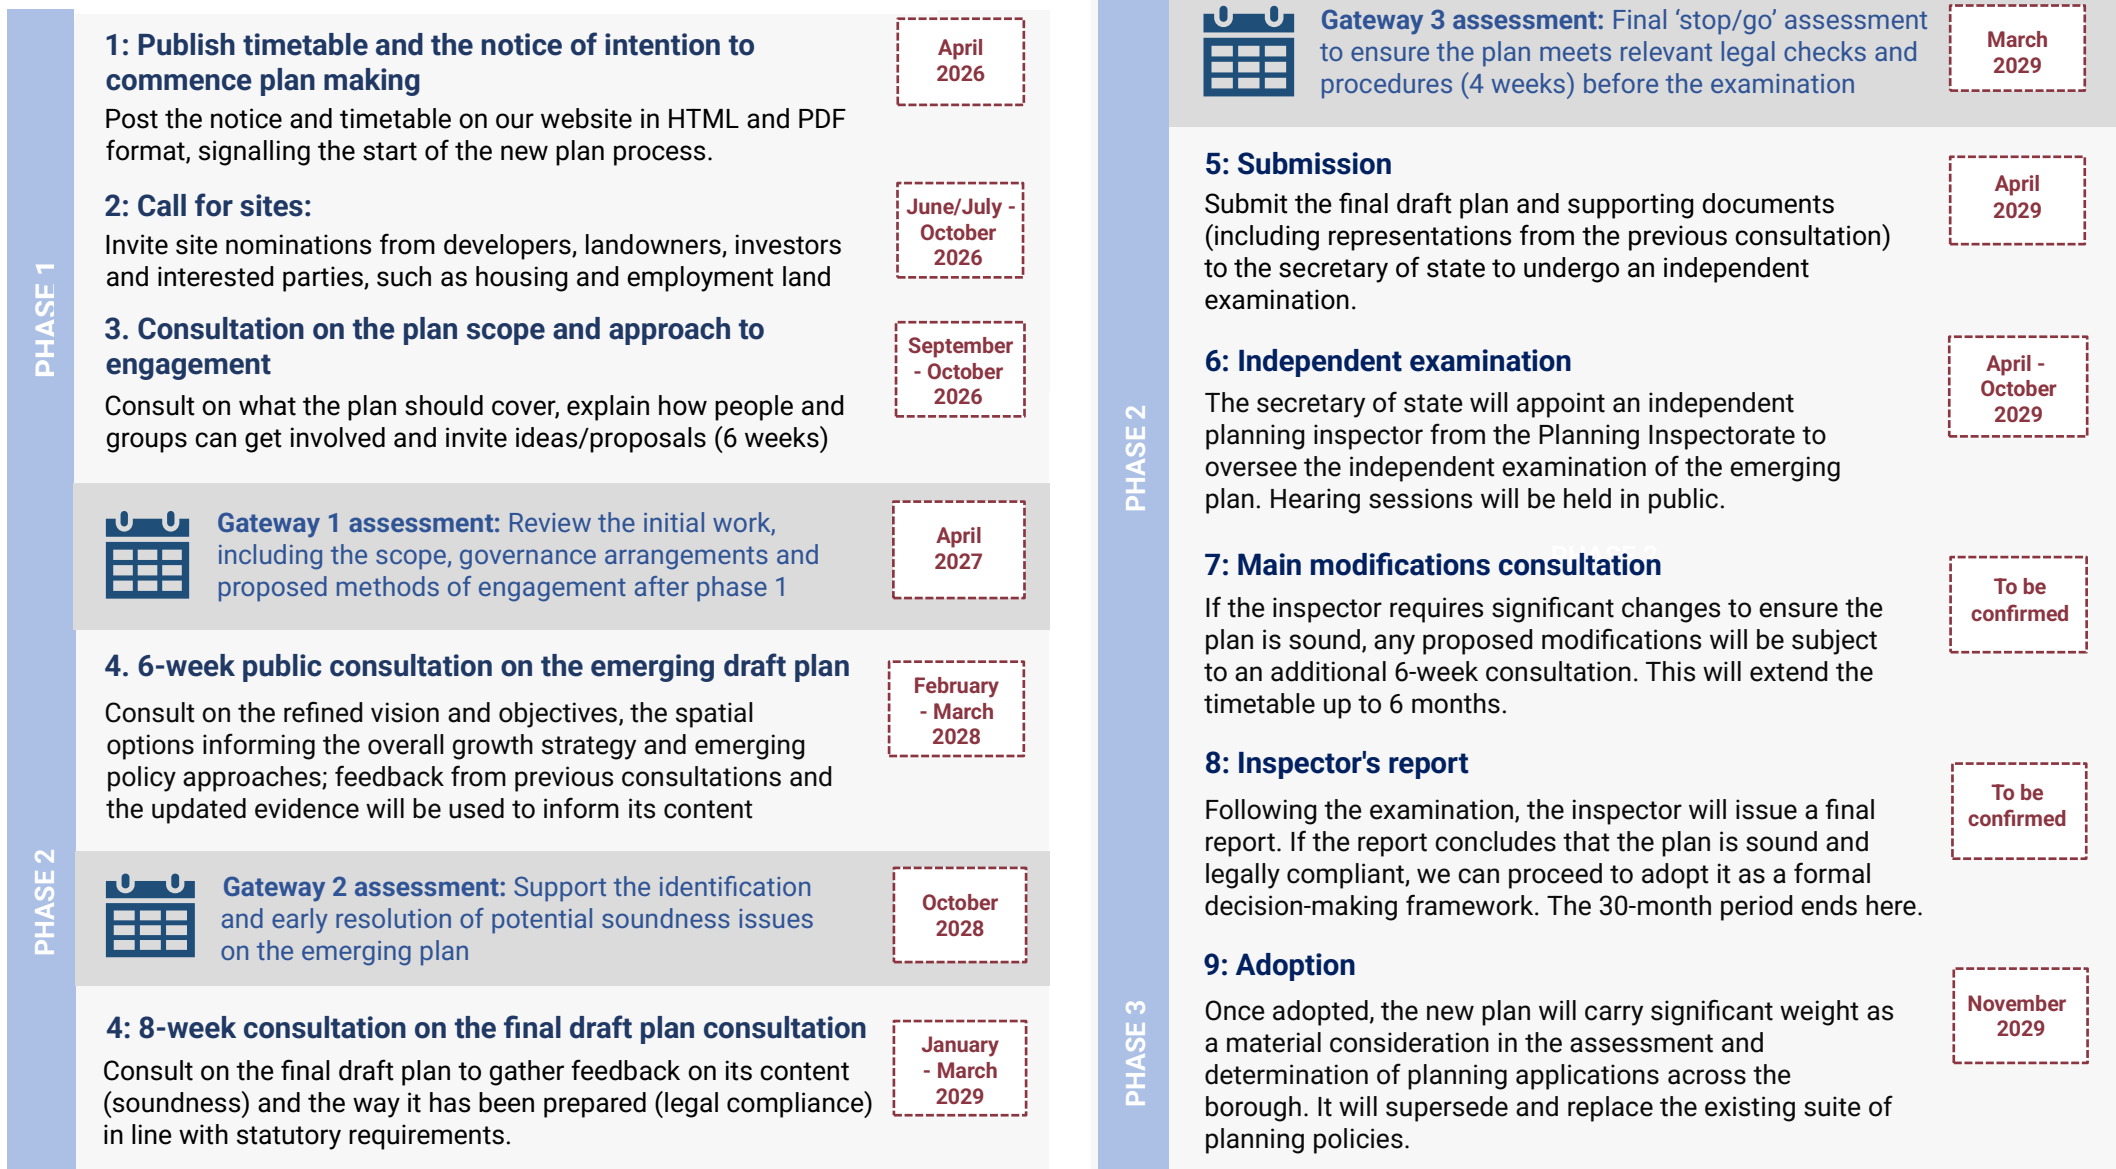 PHASE 1
1: Publish timetable and the notice of intention to
commence plan making
April
2026
Post the notice and timetable on our website in HTML and PDF
format, signalling the start of the new plan process.
2: Call for sites:
June/July -
October
2026
Invite site nominations from developers, landowners, investors
and interested parties, such as housing and employment land
3. Consultation on the plan scope and approach to
engagement
September
- October
2026
Consult on what the plan should cover, explain how people and
groups can get involved and invite ideas/proposals (6 weeks)
Gateway 1 assessment: Review the initial work,
including the scope, governance arrangements and
proposed methods of engagement after phase 1
April
2027
PHASE 2
4. 6-week public consultation on the emerging draft plan
February
- March
2028
Consult on the refined vision and objectives, the spatial
options informing the overall growth strategy and emerging
policy approaches; feedback from previous consultations and
the updated evidence will be used to inform its content
Gateway 2 assessment: Support the identification
and early resolution of potential soundness issues
on the emerging plan
October
2028
4: 8-week consultation on the final draft plan consultation
January
- March
2029
Consult on the final draft plan to gather feedback on its content
(soundness) and the way it has been prepared (legal compliance)
in line with statutory requirements.
Gateway 3 assessment: Final ‘stop/go’ assessment
to ensure the plan meets relevant legal checks and
procedures (4 weeks) before the examination
March
2029
PHASE 2
5: Submission
April
2029
Submit the final draft plan and supporting documents
(including representations from the previous consultation)
to the secretary of state to undergo an independent
examination.
6: Independent examination
April -
October
2029
The secretary of state will appoint an independent
planning inspector from the Planning Inspectorate to
oversee the independent examination of the emerging
plan. Hearing sessions will be held in public.
7: Main modifications consultation
To be
confirmed
If the inspector requires significant changes to ensure the
plan is sound, any proposed modifications will be subject
to an additional 6-week consultation. This will extend the
timetable up to 6 months.
8: Inspector's report
To be
confirmed
Following the examination, the inspector will issue a final
report. If the report concludes that the plan is sound and
legally compliant, we can proceed to adopt it as a formal
decision-making framework. The 30-month period ends here.
PHASE 3
9: Adoption
November
2029
Once adopted, the new plan will carry significant weight as
a material consideration in the assessment and
determination of planning applications across the
borough. It will supersede and replace the existing suite of
planning policies.